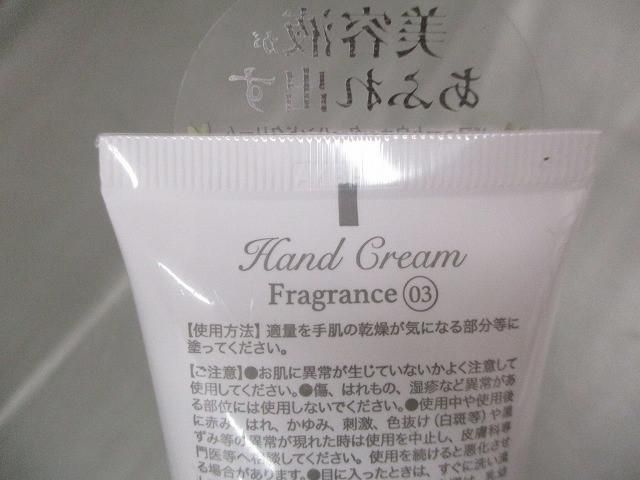 美容液が
あふれ出す
Hand Cream
Fragrance 03
【使用方法】適量を手肌の乾燥が気になる部分等に
塗ってください。
【ご注意】●お肌に異常が生じていないかよく注意して
使用してください。●傷、はれもの、湿疹など異常があ
る部位には使用しないでください。●使用中や使用後
に赤み、はれ、かゆみ、刺激、色抜け(白斑等)や黒
ずみ等の異常が現れた時は使用を中止し、皮膚科専
門医等へ相談してください。使用を続けると悪化させ
る場合があります。●目に入ったときは、すぐに洗い流